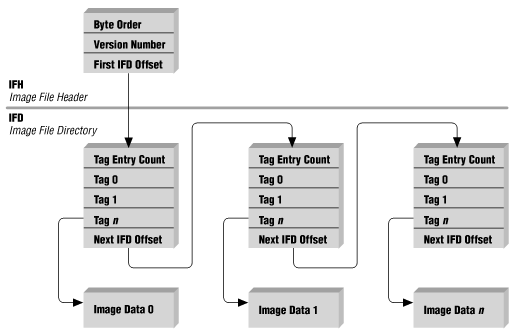 Byte Order
Version Number
First IFD Offset
IFH
Image File Header
IFD
Image File Directory
Tag Entry Count
Tag 0
Tag 1
Tag n
Next IFD Offset
Tag Entry Count
Tag 0
Tag 1
Tag n
Next IFD Offset
Tag Entry Count
Tag 0
Tag 1
Tag n
Next IFD Offset
Image Data 0
Image Data 1
Image Data n